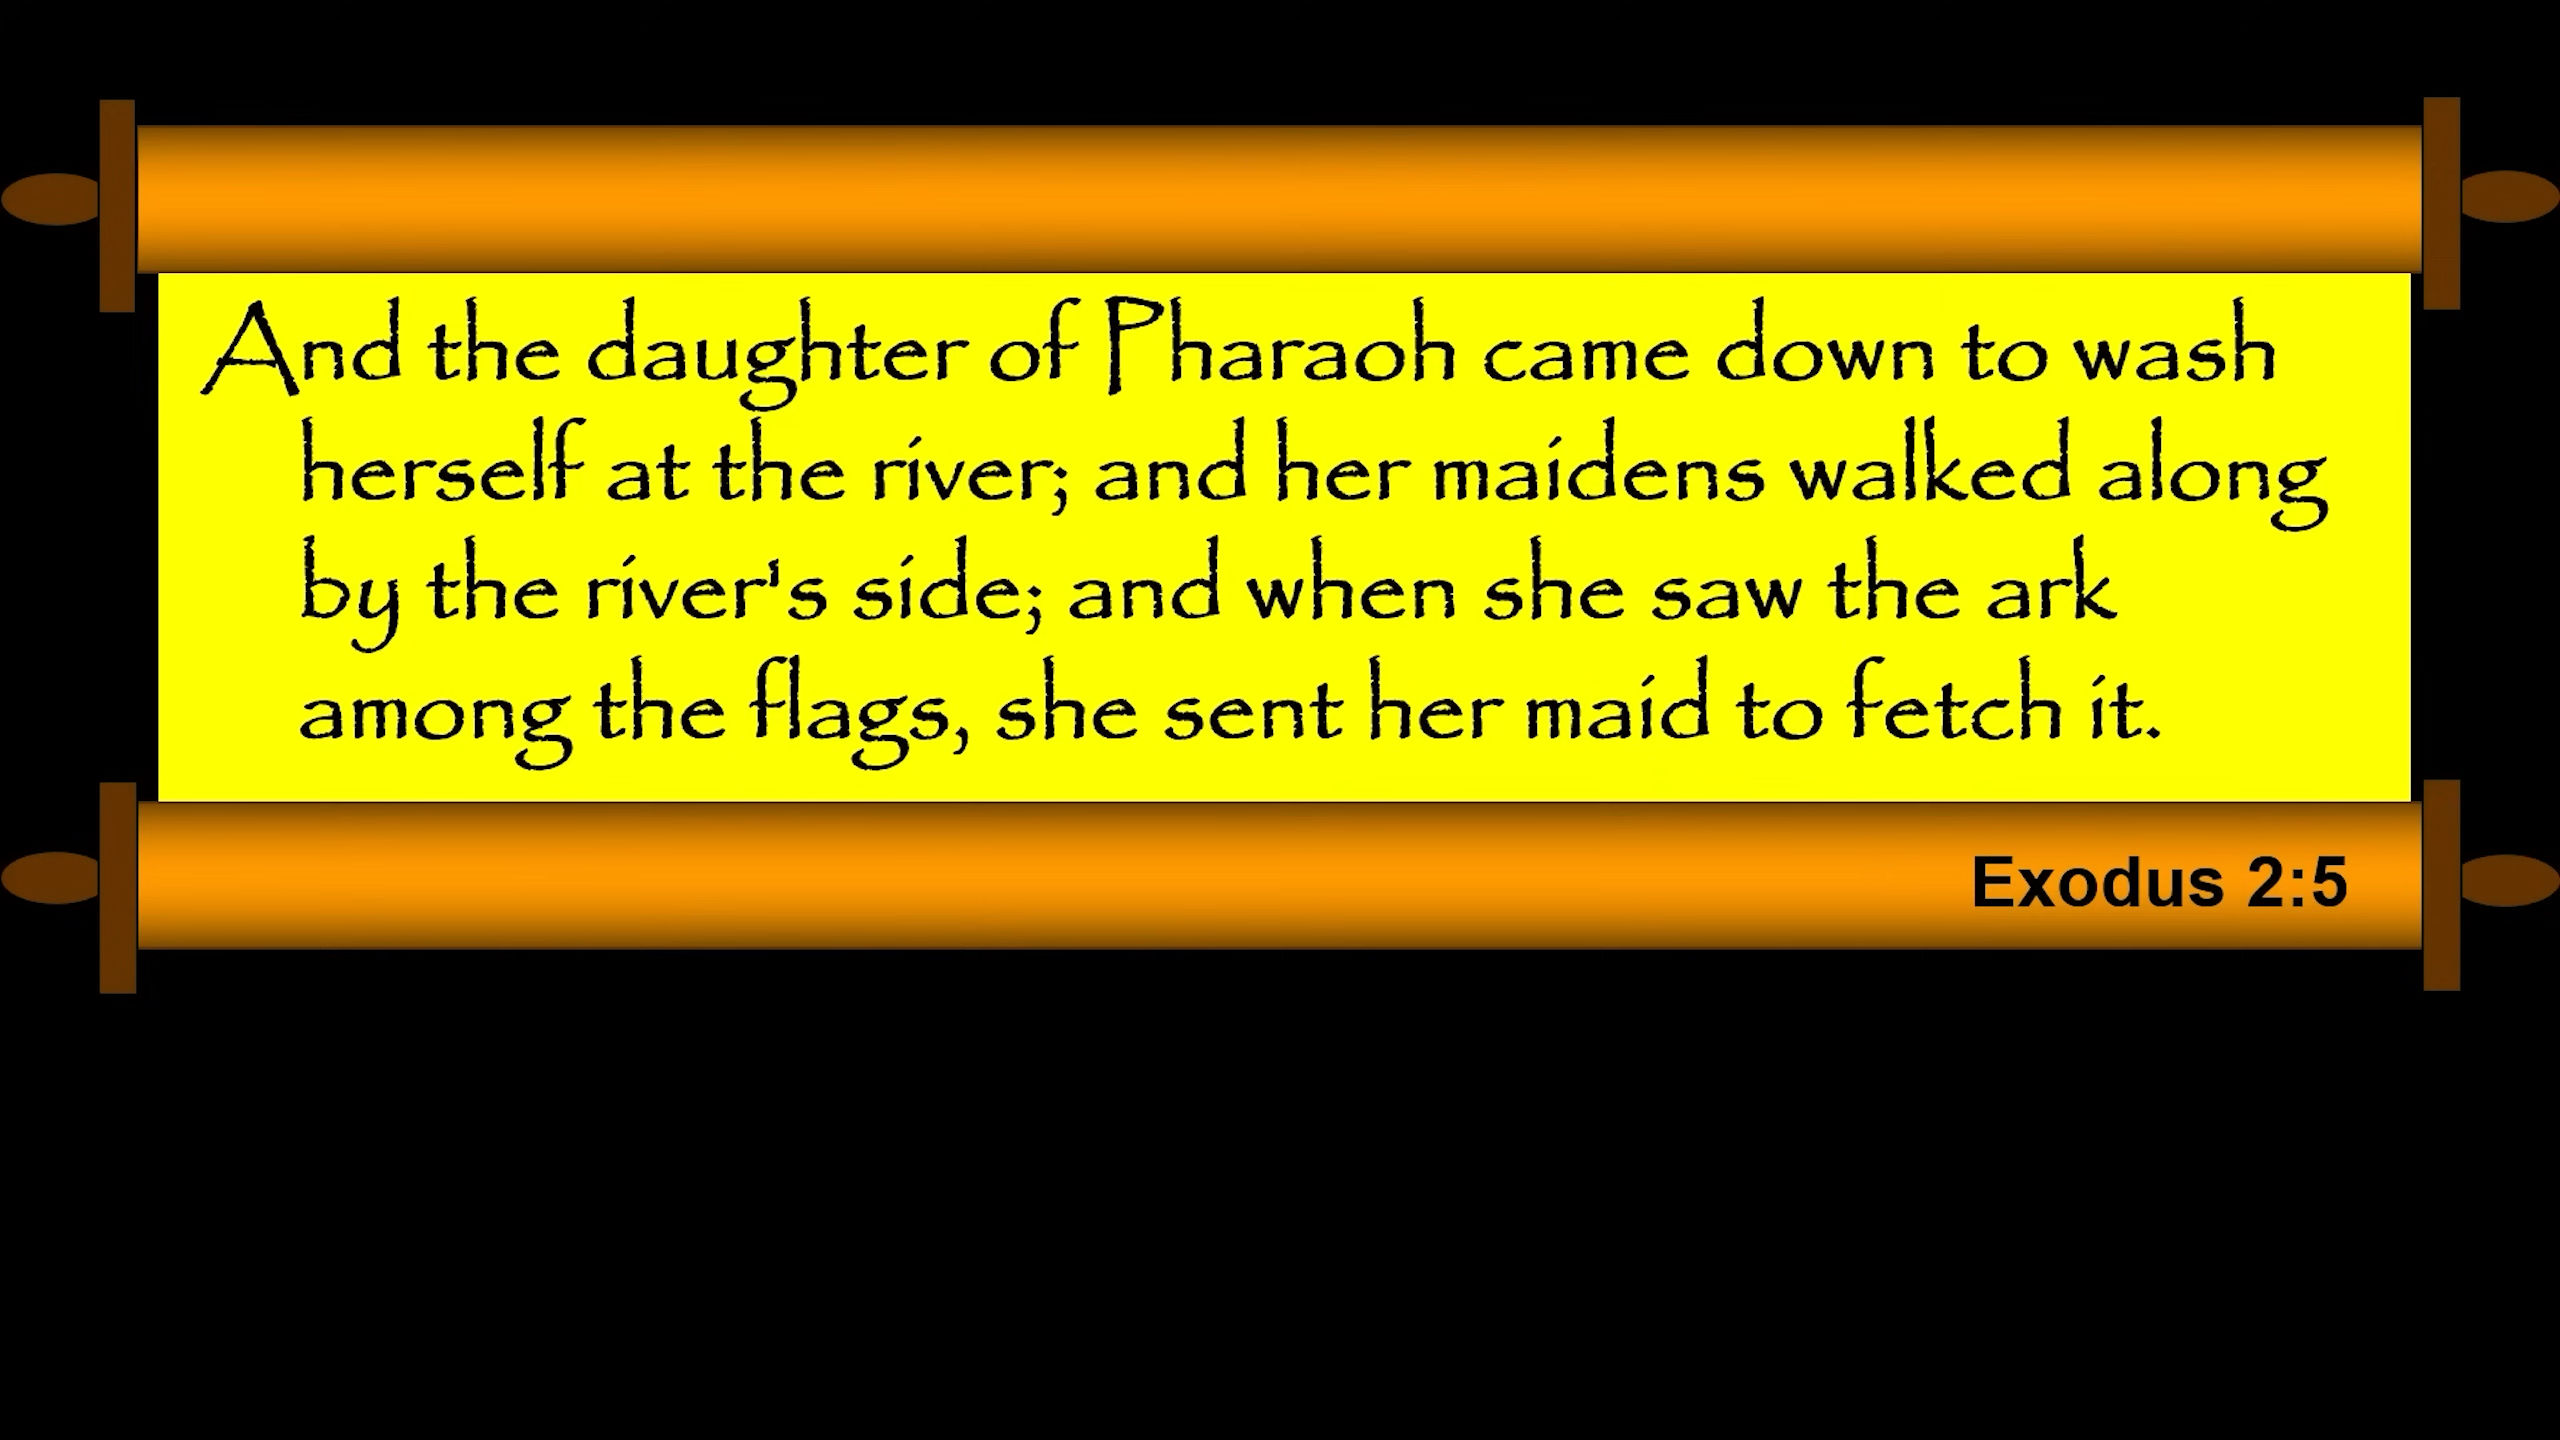 And the daughter of Pharaoh came down to wash
herself at the river; and her maidens walked along
by the river's side; and when she saw the ark
among the flags, she sent her maid to fetch it.
Exodus 2:5